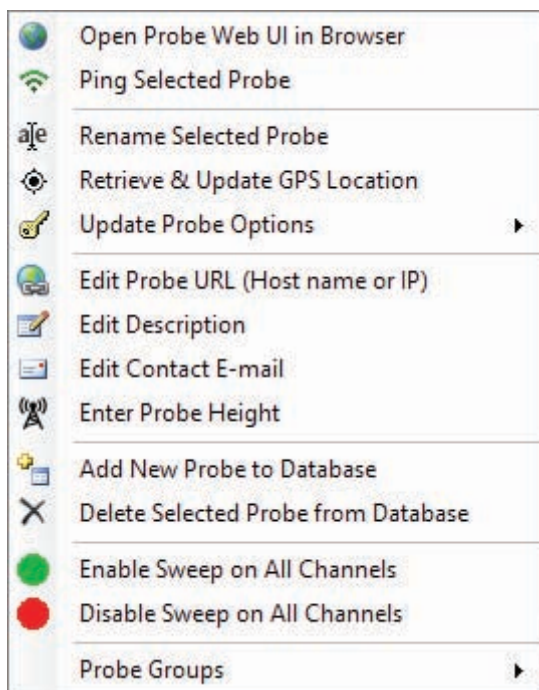 Open Probe Web UI in Browser
Ping Selected Probe
Rename Selected Probe
Retrieve & Update GPS Location
Update Probe Options
Edit Probe URL (Host name or IP)
Edit Description
Edit Contact E-mail
Enter Probe Height
Add New Probe to Database
Delete Selected Probe from Database
Enable Sweep on All Channels
Disable Sweep on All Channels
Probe Groups